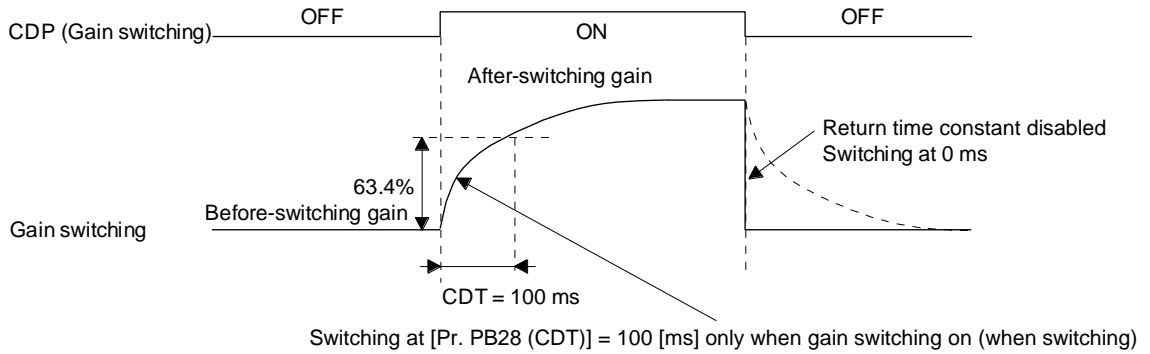 OFF
OFF
CDP (Gain switching)
ON
After-switching gain
Return time constant disabled
Switching at 0 ms
63.4%
Before-switching gain
Gain switching
CDT = 100 ms
Switching at [Pr. PB28 (CDT)] = 100 [ms] only when gain switching on (when switching)